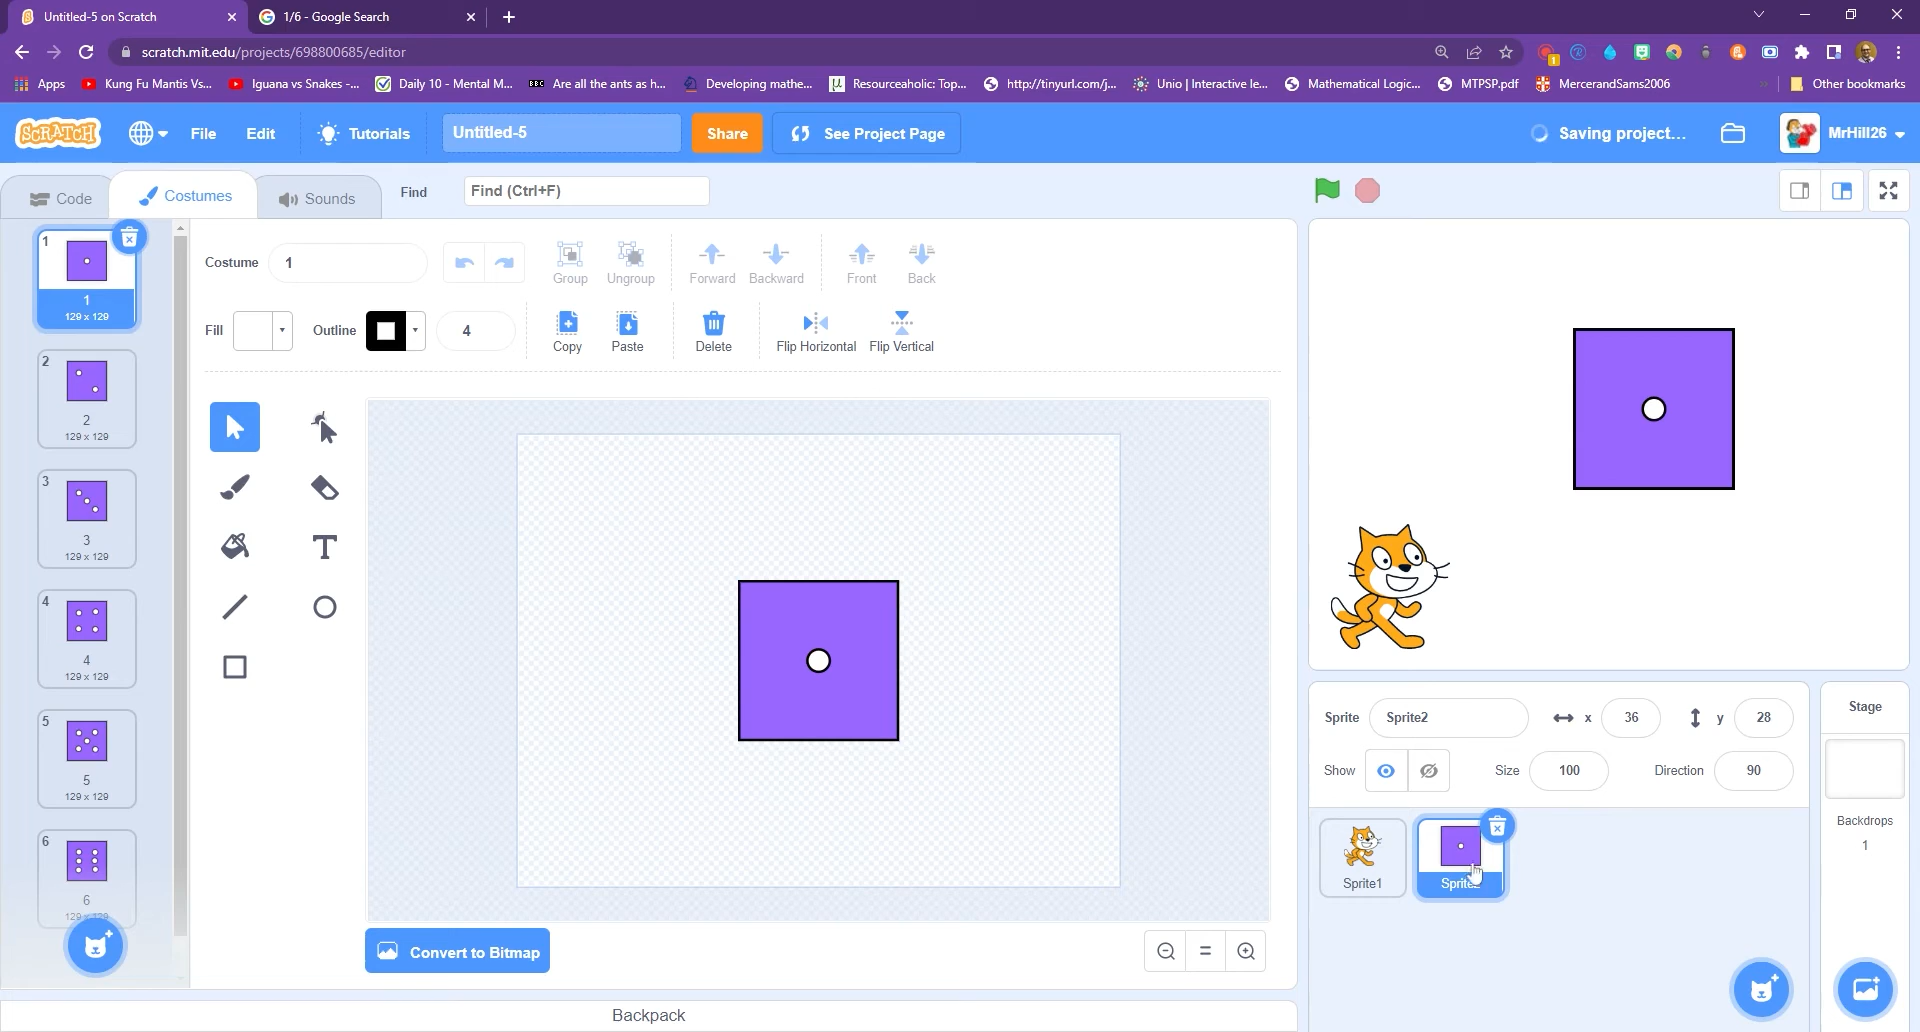 Untitled-5 on Scratch
1/6 - Google Search
scratch.mit.edu/projects/698800685/editor
Apps
Kung Fu Mantis Vs...
Iguana vs Snakes -...
Daily 10 - Mental M...
BBC
Are all the ants as h...
Developing mathe...
Resourceaholic: Top...
http://tinyurl.com/j...
Unio | Interactive le...
Mathematical Logic...
MTPSP.pdf
MercerandSams2006
Other bookmarks
SCRATCH
File
Edit
Tutorials
Untitled-5
Share
See Project Page
Saving project...
MrHill26
Code
Costumes
Sounds
Find
Find (Ctrl+F)
Costume
1
Group
Ungroup
Forward
Backward
Front
Back
Fill
Outline
4
Copy
Paste
Delete
Flip Horizontal
Flip Vertical
1
1
129 x 129
2
2
129 x 129
3
3
129 x 129
4
4
129 x 129
5
5
129 x 129
6
6
129 x 129
Convert to Bitmap
Backpack
Sprite
Sprite2
x
36
y
28
Show
Size
100
Direction
90
Sprite1
Stage
Backdrops
1